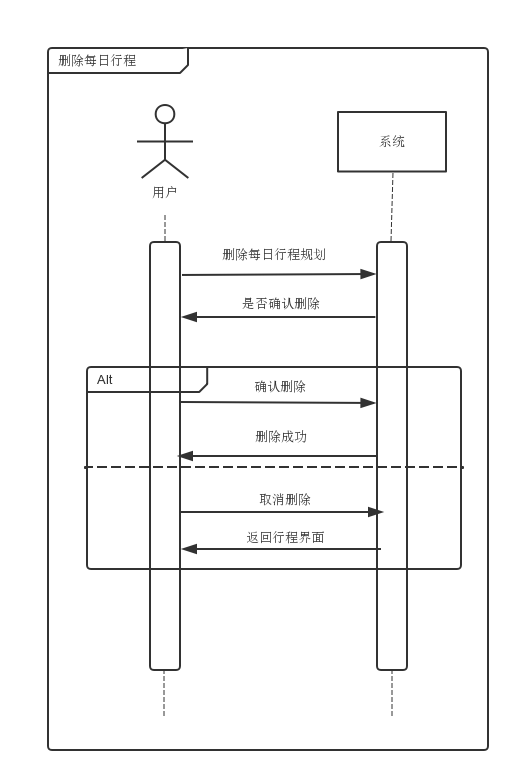 删除每日行程
系统
用户
删除每日行程规划
是否确认删除
Alt
确认删除
删除成功
取消删除
返回行程界面